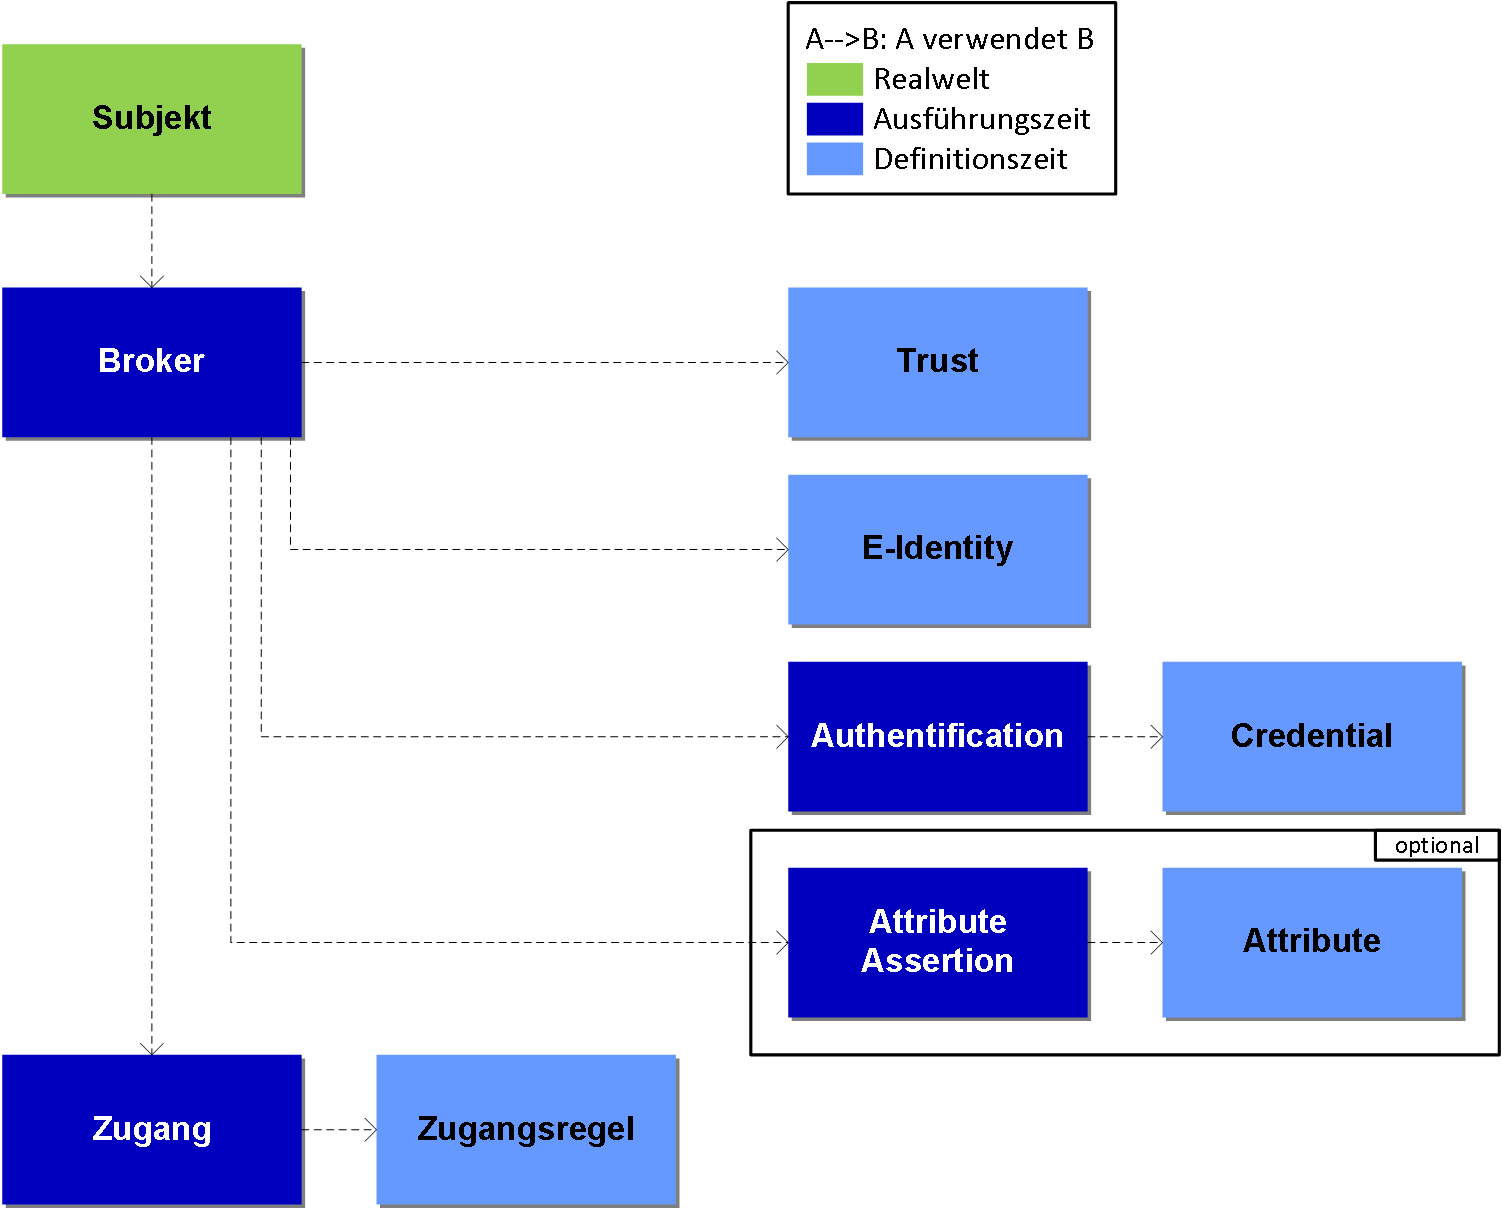 A-->B: A verwendet B
Realwelt
Ausführungszeit
Definitionszeit
Subjekt
Broker
Trust
E-Identity
Authentification
Credential
optional
Attribute
Assertion
Attribute
Zugang
Zugangsregel